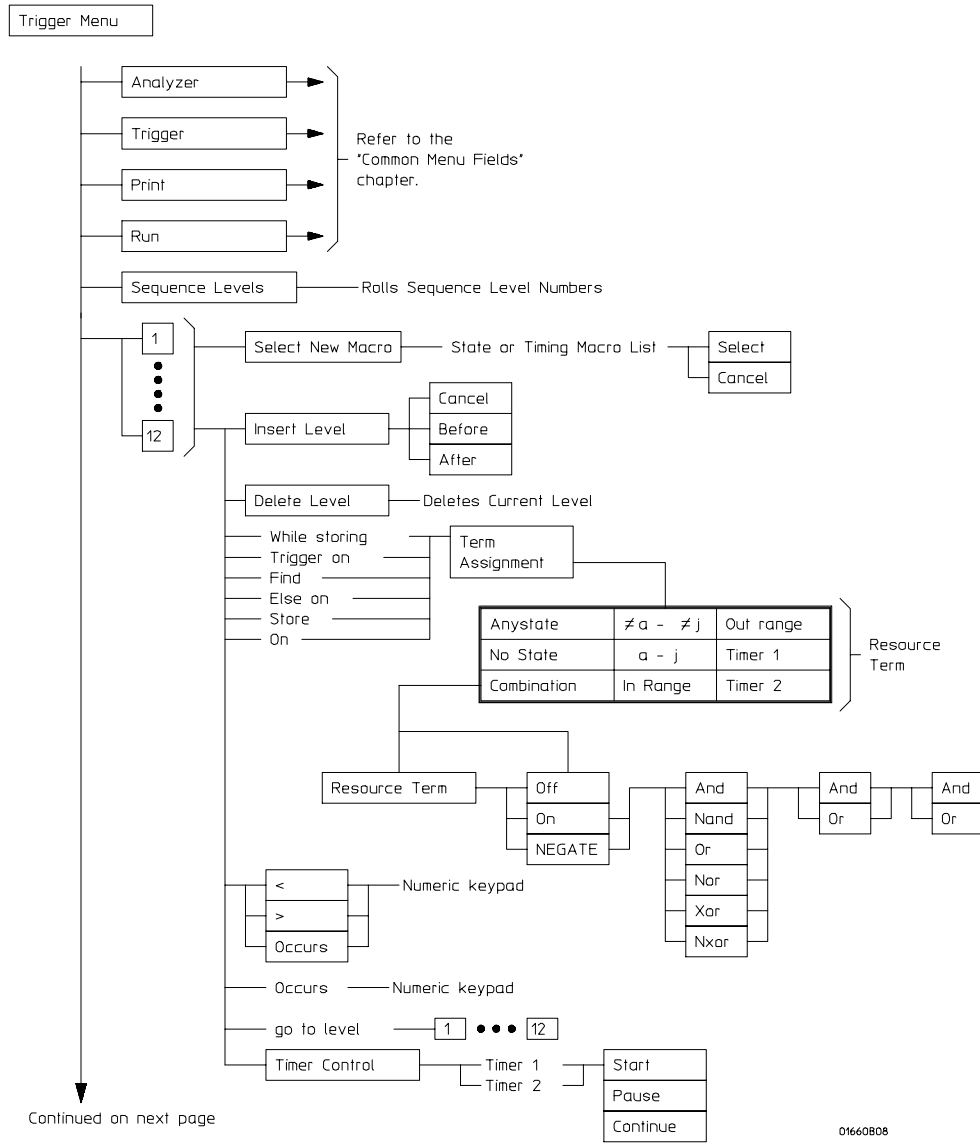 Trigger Menu
Analyzer
Trigger
Print
Run
Refer to the
"Common Menu Fields"
chapter.
Sequence Levels
Rolls Sequence Level Numbers
1
12
Select New Macro
State or Timing Macro List
Select
Cancel
Insert Level
Cancel
Before
After
Delete Level
Deletes Current Level
While storing
Trigger on
Find
Else on
Store
On
Term
Assignment
Anystate ≠a - ≠j Out range
No State a - j Timer 1
Combination In Range Timer 2
Resource
Term
Resource Term
Off
On
NEGATE
And
Nand
Or
Nor
Xor
Nxor
And
Or
And
Or
<
>
Occurs
Numeric keypad
Occurs
Numeric keypad
go to level
1
12
Timer Control
Timer 1
Timer 2
Start
Pause
Continue
Continued on next page
01660B08